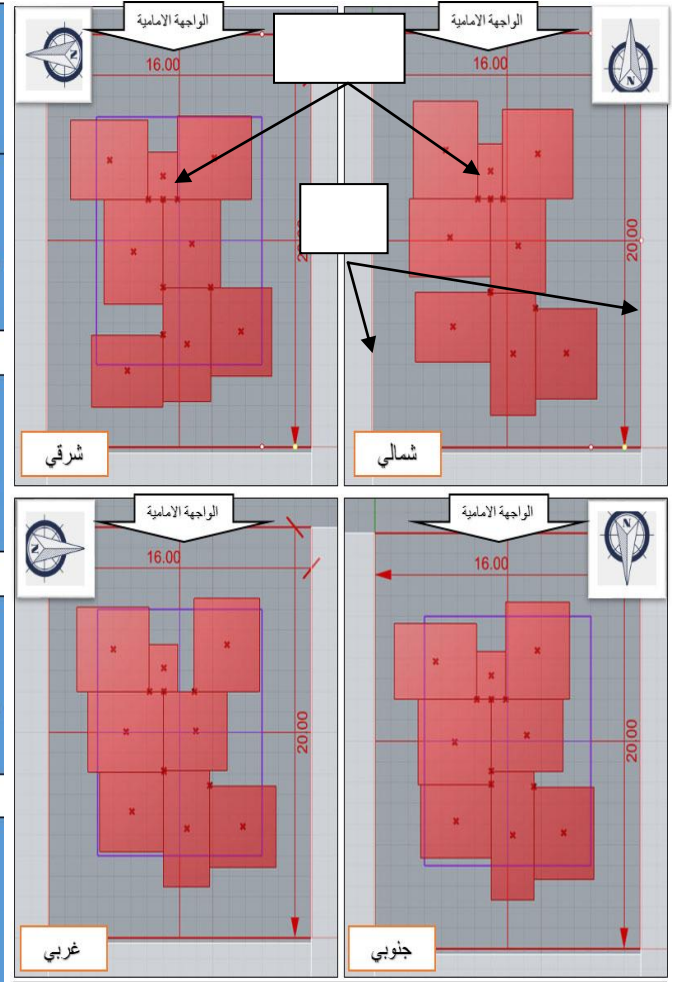 الواجهة الامامية
N
16.00
20.00
شرقي
الواجهة الامامية
N
16.00
20.00
شمالي
الواجهة الامامية
N
16.00
20.00
غربي
الواجهة الامامية
N
16.00
20.00
جنوبي